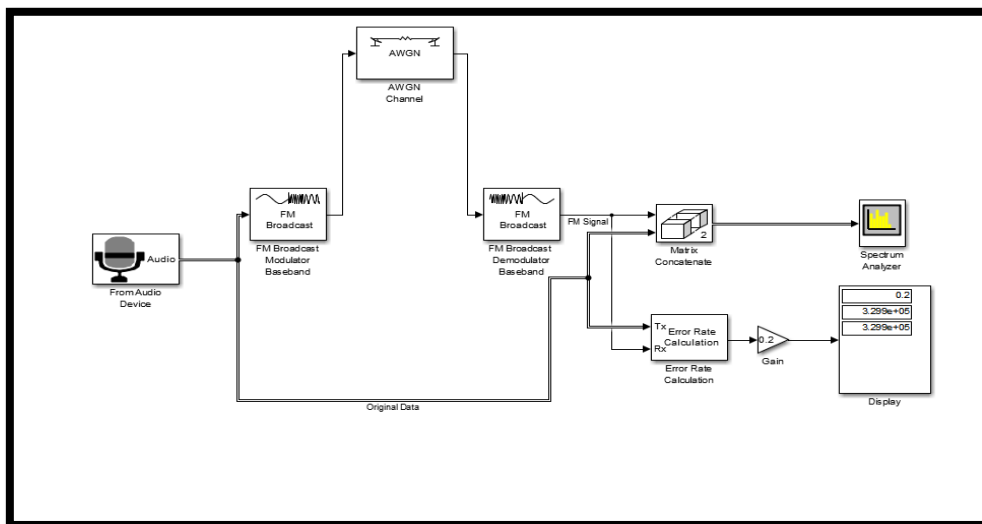 AWGN
AWGN
Channel
FM
Broadcast
FM Broadcast
Modulator
Baseband
FM
Broadcast
FM Broadcast
Demodulator
Baseband
FM Signal
2
Matrix
Concatenate
Spectrum
Analyzer
Audio
From Audio
Device
Tx
Rx
Error Rate
Calculation
Error Rate
Calculation
0.2
Gain
0.2
3.299e+05
3.299e+05
Display
Original Data